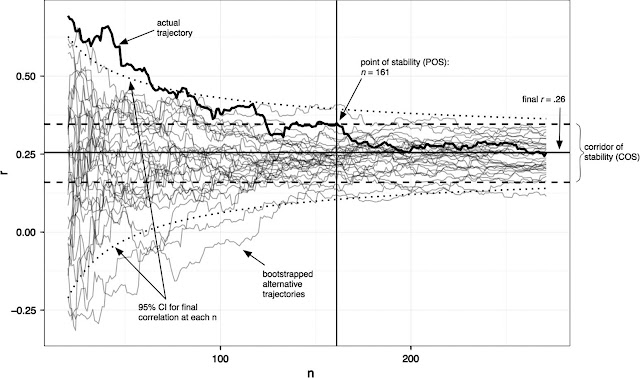 actual
trajectory
point of stability (POS):
n = 161
final r = .26
corridor of
stability (COS)
bootstrapped
alternative
trajectories
95% CI for final
correlation at each n
r
0.50
0.25
0.00
−0.25
100
200
n